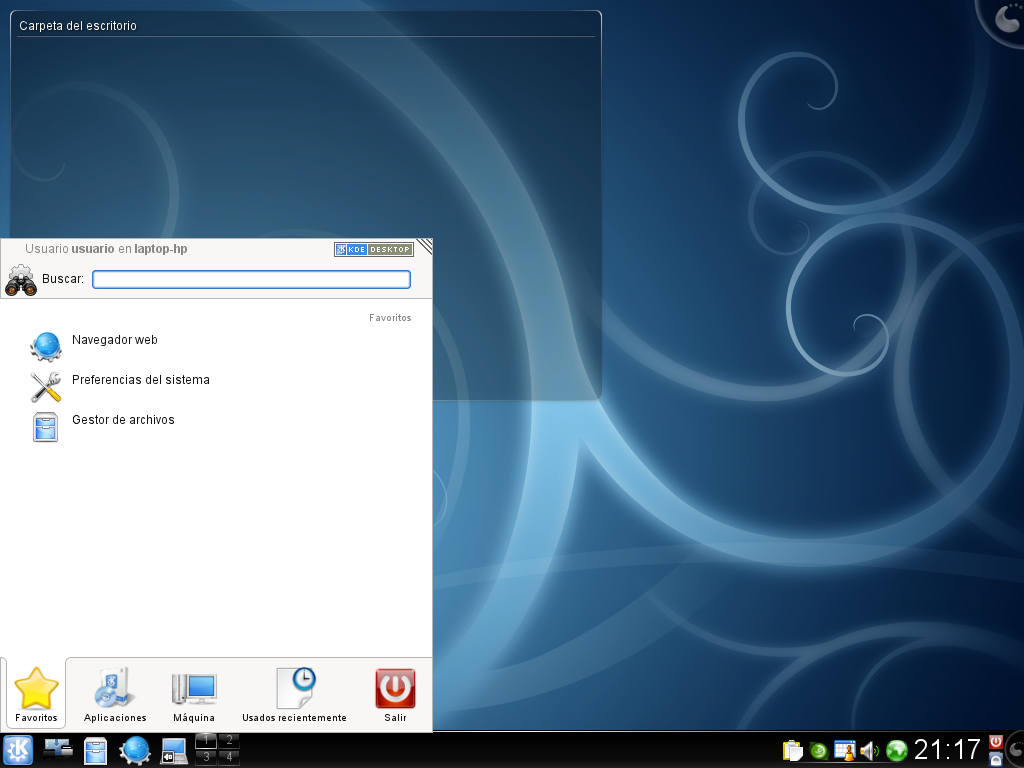 Carpeta del escritorio
Usuario usuario en laptop-hp
KDE DESKTOP
Buscar:
Favoritos
Navegador web
Preferencias del sistema
Gestor de archivos
Favoritos
Aplicaciones
Máquina
Usados recientemente
Salir
1 2
3 4
21:17